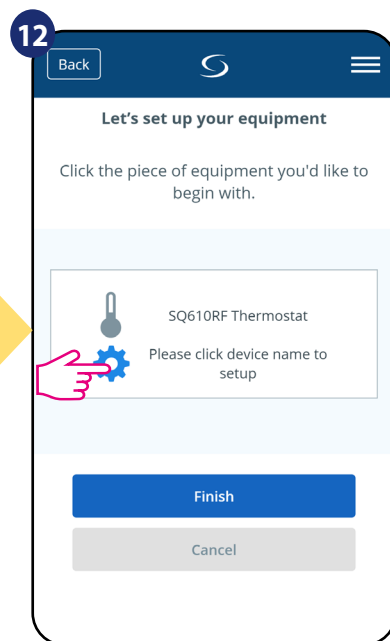 12
Back
Let's set up your equipment
Click the piece of equipment you'd like to
begin with.
SQ610RF Thermostat
Please click device name to
setup
Finish
Cancel